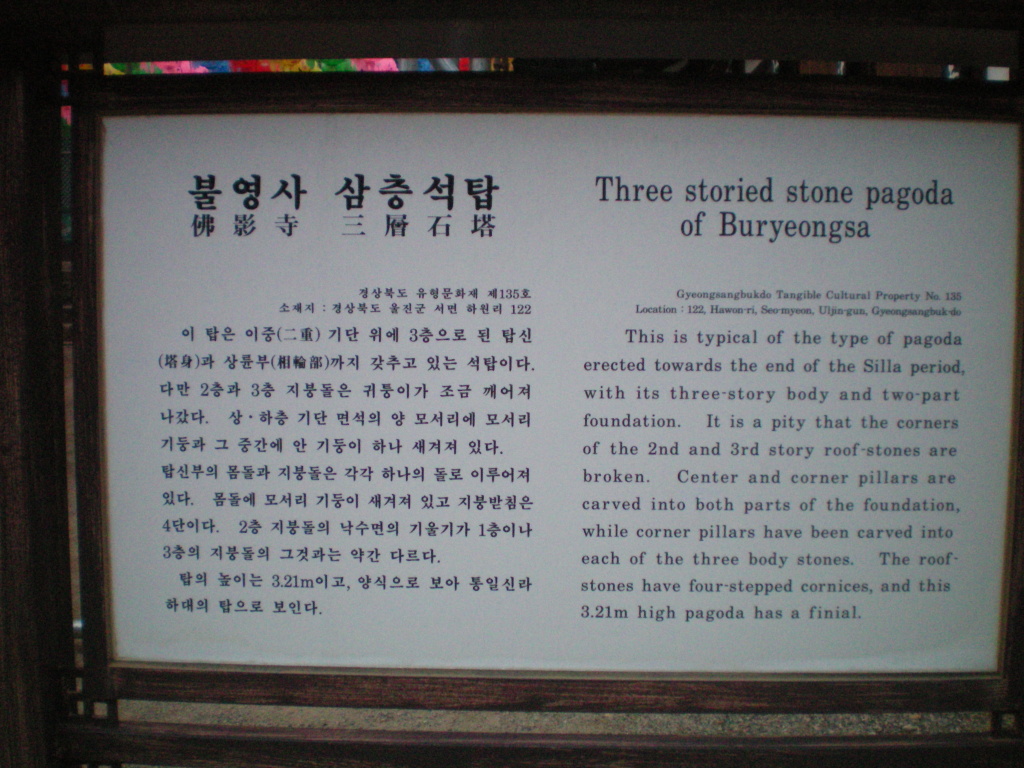 불영사 삼층석탑
佛影寺 三層石塔
경상북도 유형문화재 제135호
소재지 : 경상북도 울진군 서면 하원리 122
이 탑은 이중(二重) 기단 위에 3층으로 된 탑신
(塔身)과 상륜부(相輪部)까지 갖추고 있는 석탑이다.
다만 2층과 3층 지붕돌은 귀퉁이가 조금 깨어져
나갔다. 상·하층 기단 면석의 양 모서리에 모서리
기둥과 그 중간에 안 기둥이 하나 새겨져 있다.
탑신부의 몸돌과 지붕돌은 각각 하나의 돌로 이루어져
있다. 몸돌에 모서리 기둥이 새겨져 있고 지붕받침은
4단이다. 2층 지붕돌의 낙수면의 기울기가 1층이나
3층의 지붕돌의 그것과는 약간 다르다.
탑의 높이는 3.21m이고, 양식으로 보아 통일신라
하대의 탑으로 보인다.
Three storied stone pagoda
of Buryeongsa
Gyeongsangbukdo Tangible Cultural Property No. 135
Location : 122, Hawon-ri, Seo-myeon, Uljin-gun, Gyeongsangbuk-do
This is typical of the type of pagoda
erected towards the end of the Silla period,
with its three-story body and two-part
foundation. It is a pity that the corners
of the 2nd and 3rd story roof-stones are
broken. Center and corner pillars are
carved into both parts of the foundation,
while corner pillars have been carved into
each of the three body stones. The roof-
stones have four-stepped cornices, and this
3.21m high pagoda has a finial.